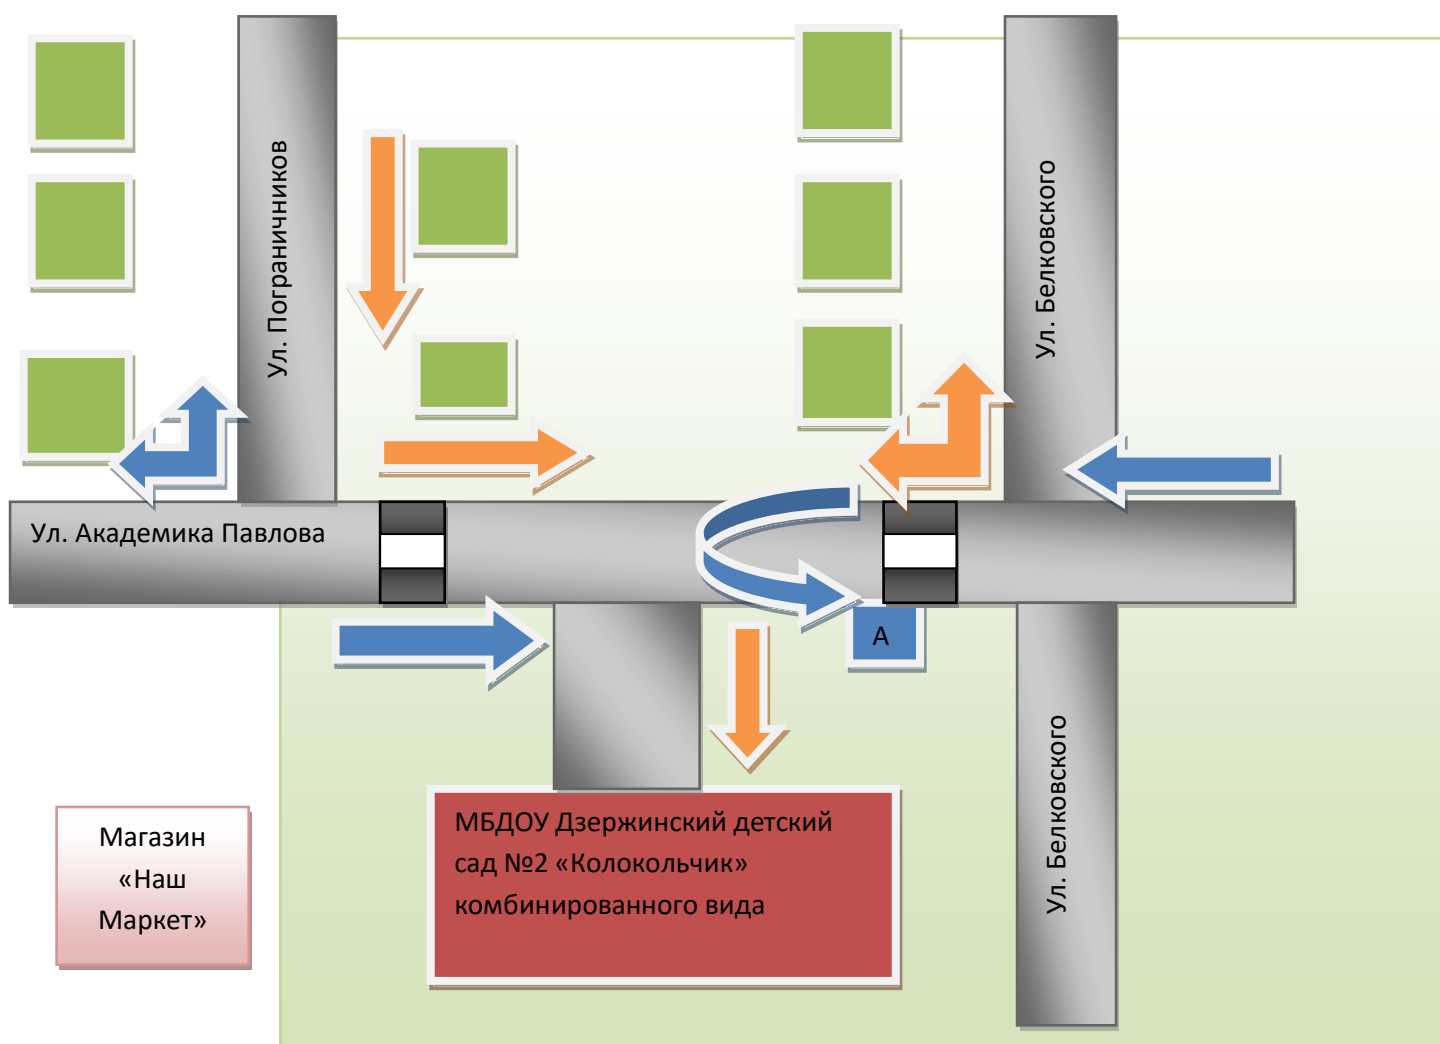 Ул. Пограничников
Ул. Белковского
Ул. Академика Павлова
А
Ул. Белковского
Магазин
«Наш
Маркет»
МБДОУ Дзержинский детский
сад №2 «Колокольчик»
комбинированного вида